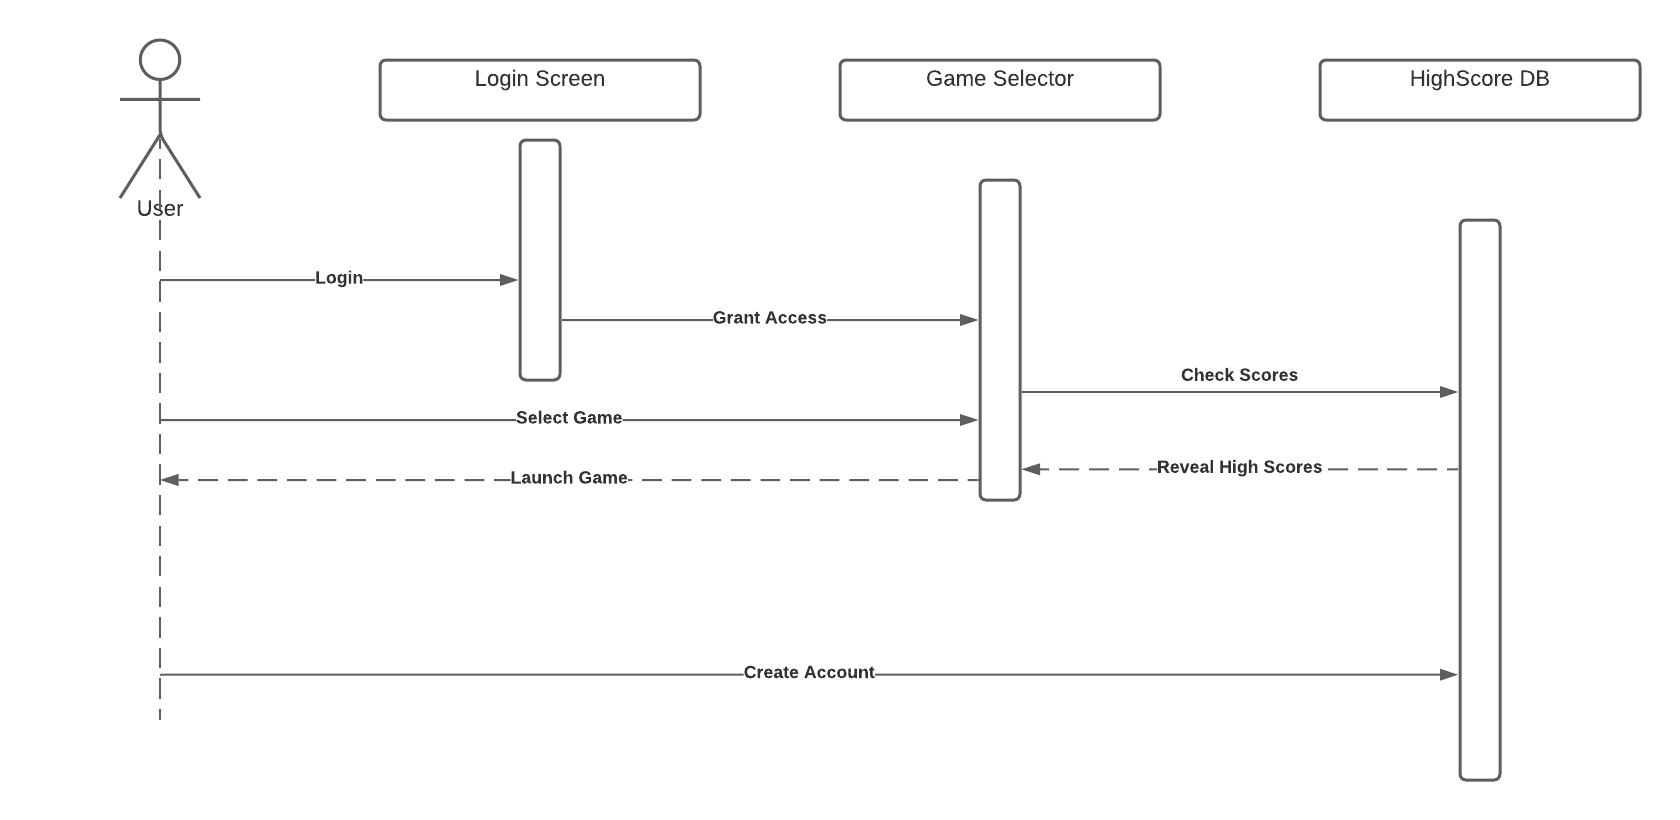 Login Screen
Game Selector
HighScore DB
User
Login
Grant Access
Check Scores
Select Game
Reveal High Scores
Launch Game
Create Account